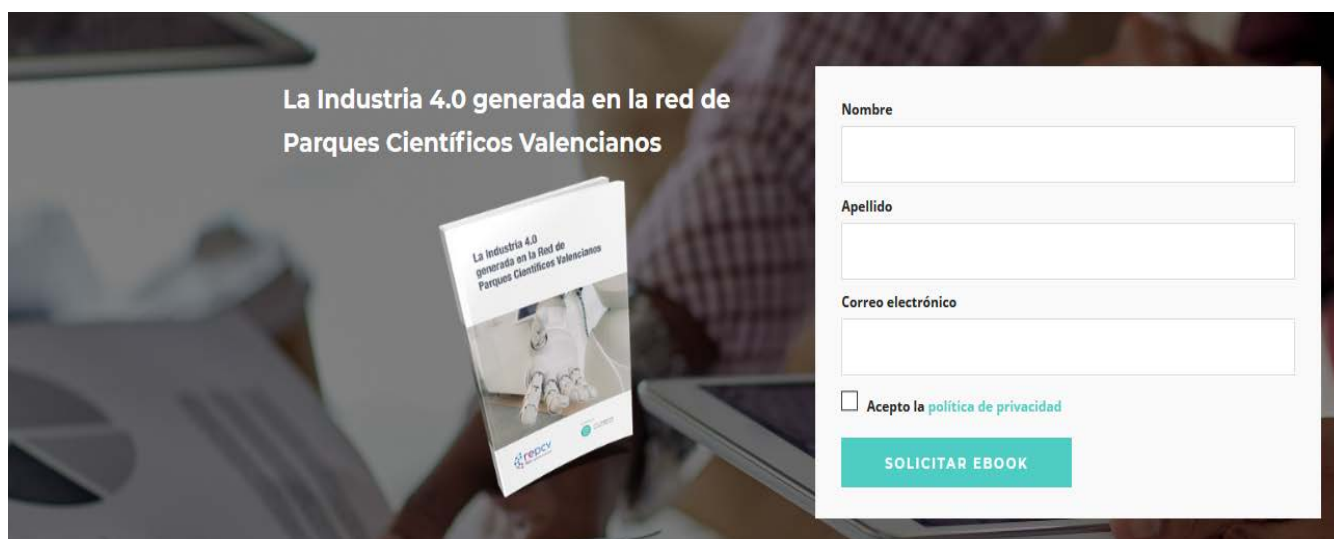 La Industria 4.0 generada en la red de
Parques Científicos Valencianos
La Industria 4.0
generada en la Red de
Parques Científicos Valencianos
repcv
Nombre
Apellido
Correo electrónico
Acepto la política de privacidad
SOLICITAR EBOOK